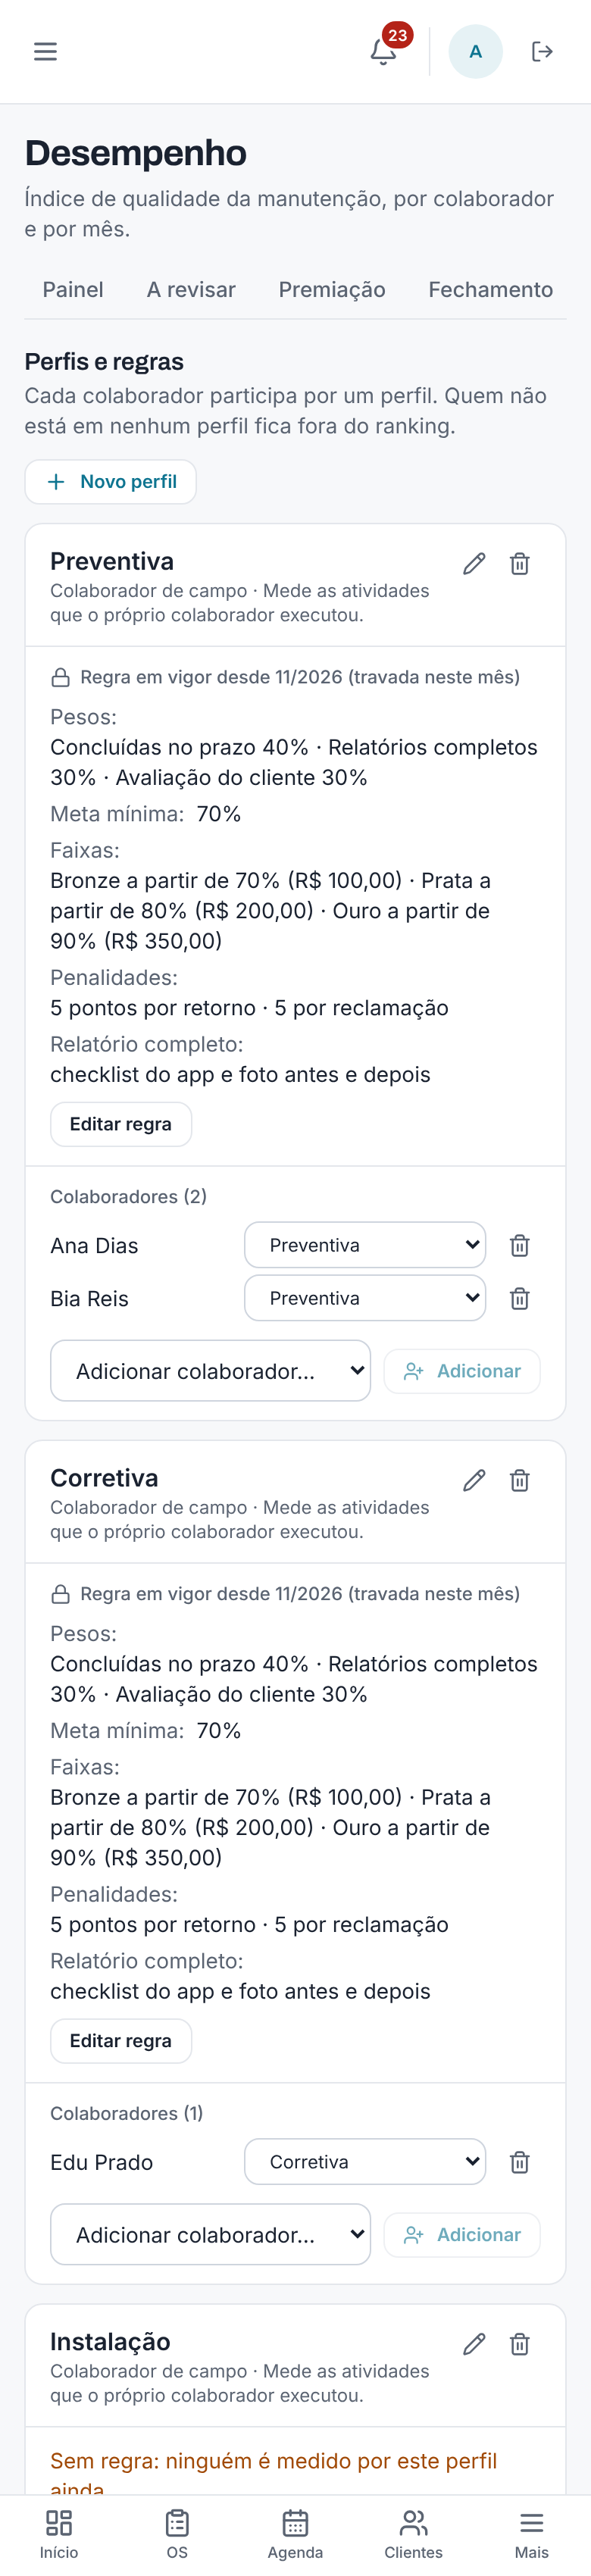 23
A
Desempenho
Índice de qualidade da manutenção, por colaborador
e por mês.
Painel A revisar Premiação Fechamento
Perfis e regras
Cada colaborador participa por um perfil. Quem não
está em nenhum perfil fica fora do ranking.
Novo perfil
Preventiva
Colaborador de campo · Mede as atividades
que o próprio colaborador executou.
Regra em vigor desde 11/2026 (travada neste mês)
Pesos:
Concluídas no prazo 40% · Relatórios completos
30% · Avaliação do cliente 30%
Meta mínima: 70%
Faixas:
Bronze a partir de 70% (R$ 100,00) · Prata a
partir de 80% (R$ 200,00) · Ouro a partir de
90% (R$ 350,00)
Penalidades:
5 pontos por retorno · 5 por reclamação
Relatório completo:
checklist do app e foto antes e depois
Editar regra
Colaboradores (2)
Ana Dias Preventiva
Bia Reis Preventiva
Adicionar colaborador... Adicionar
Corretiva
Colaborador de campo · Mede as atividades
que o próprio colaborador executou.
Regra em vigor desde 11/2026 (travada neste mês)
Pesos:
Concluídas no prazo 40% · Relatórios completos
30% · Avaliação do cliente 30%
Meta mínima: 70%
Faixas:
Bronze a partir de 70% (R$ 100,00) · Prata a
partir de 80% (R$ 200,00) · Ouro a partir de
90% (R$ 350,00)
Penalidades:
5 pontos por retorno · 5 por reclamação
Relatório completo:
checklist do app e foto antes e depois
Editar regra
Colaboradores (1)
Edu Prado Corretiva
Adicionar colaborador... Adicionar
Instalação
Colaborador de campo · Mede as atividades
que o próprio colaborador executou.
Sem regra: ninguém é medido por este perfil
ainda
Início OS Agenda Clientes Mais